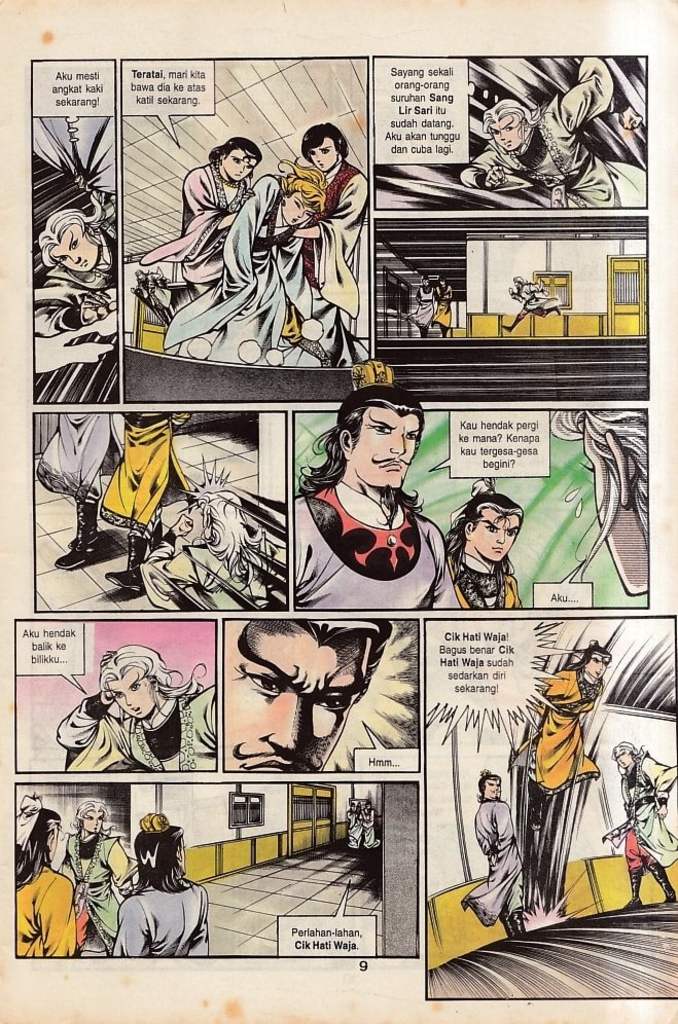 Aku mesti
angkat kaki
sekarang!
Teratai, mari kita
bawa dia ke atas
katil sekarang.
Sayang sekali
orang-orang
suruhan Sang
Lir Sari itu
sudah datang.
Aku akan tunggu
dan cuba lagi.
Kau hendak pergi
ke mana? Kenapa
kau tergesa-gesa
begini?
Aku....
Aku hendak
balik ke
bilikku...
Hmm...
Cik Hati Waja!
Bagus benar Cik
Hati Waja sudah
sedarkan diri
sekarang!
Perlahan-lahan,
Cik Hati Waja.
9